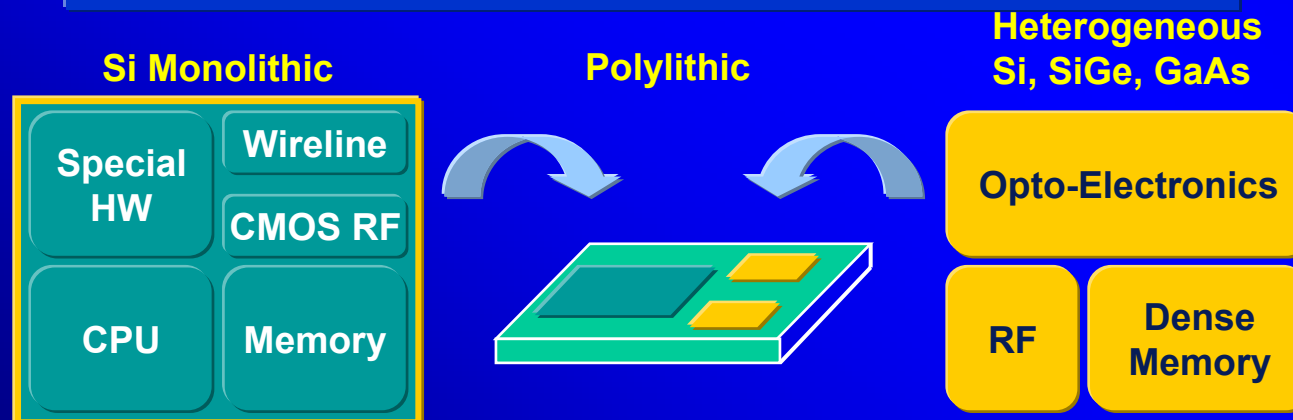 Si Monolithic
Polylithic
Heterogeneous
Si, SiGe, GaAs
Special
HW
Wireline
CMOS RF
CPU
Memory
Opto-Electronics
RF
Dense
Memory